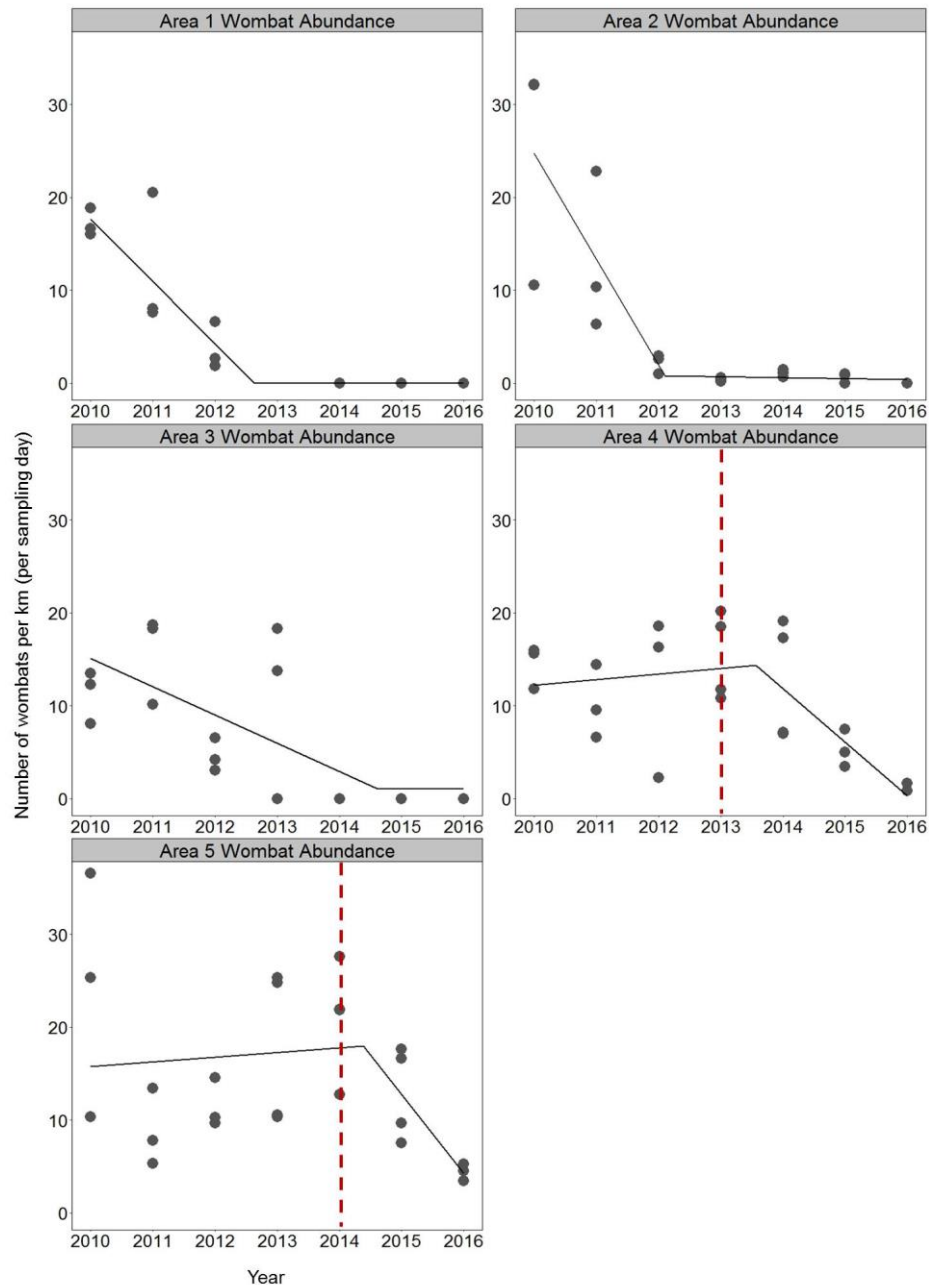 Area 1 Wombat Abundance
Area 2 Wombat Abundance
30
20
10
0
2010 2011 2012 2013 2014 2015 2016
30
20
10
0
2010 2011 2012 2013 2014 2015 2016
Area 3 Wombat Abundance
Area 4 Wombat Abundance
30
20
10
0
2010 2011 2012 2013 2014 2015 2016
30
20
10
0
2010 2011 2012 2013 2014 2015 2016
Area 5 Wombat Abundance
30
20
10
0
2010 2011 2012 2013 2014 2015 2016
Number of wombats per km (per sampling day)
Year